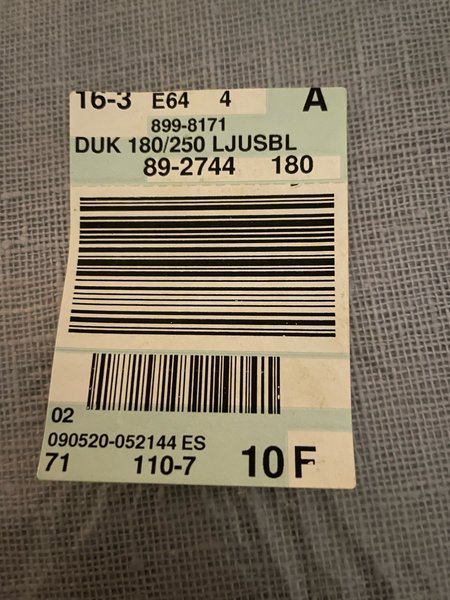 16-3 E64 4 A
899-8171
DUK 180/250 LJUSBL
89-2744 180
02
090520-052144 ES
71 110-7 10 F